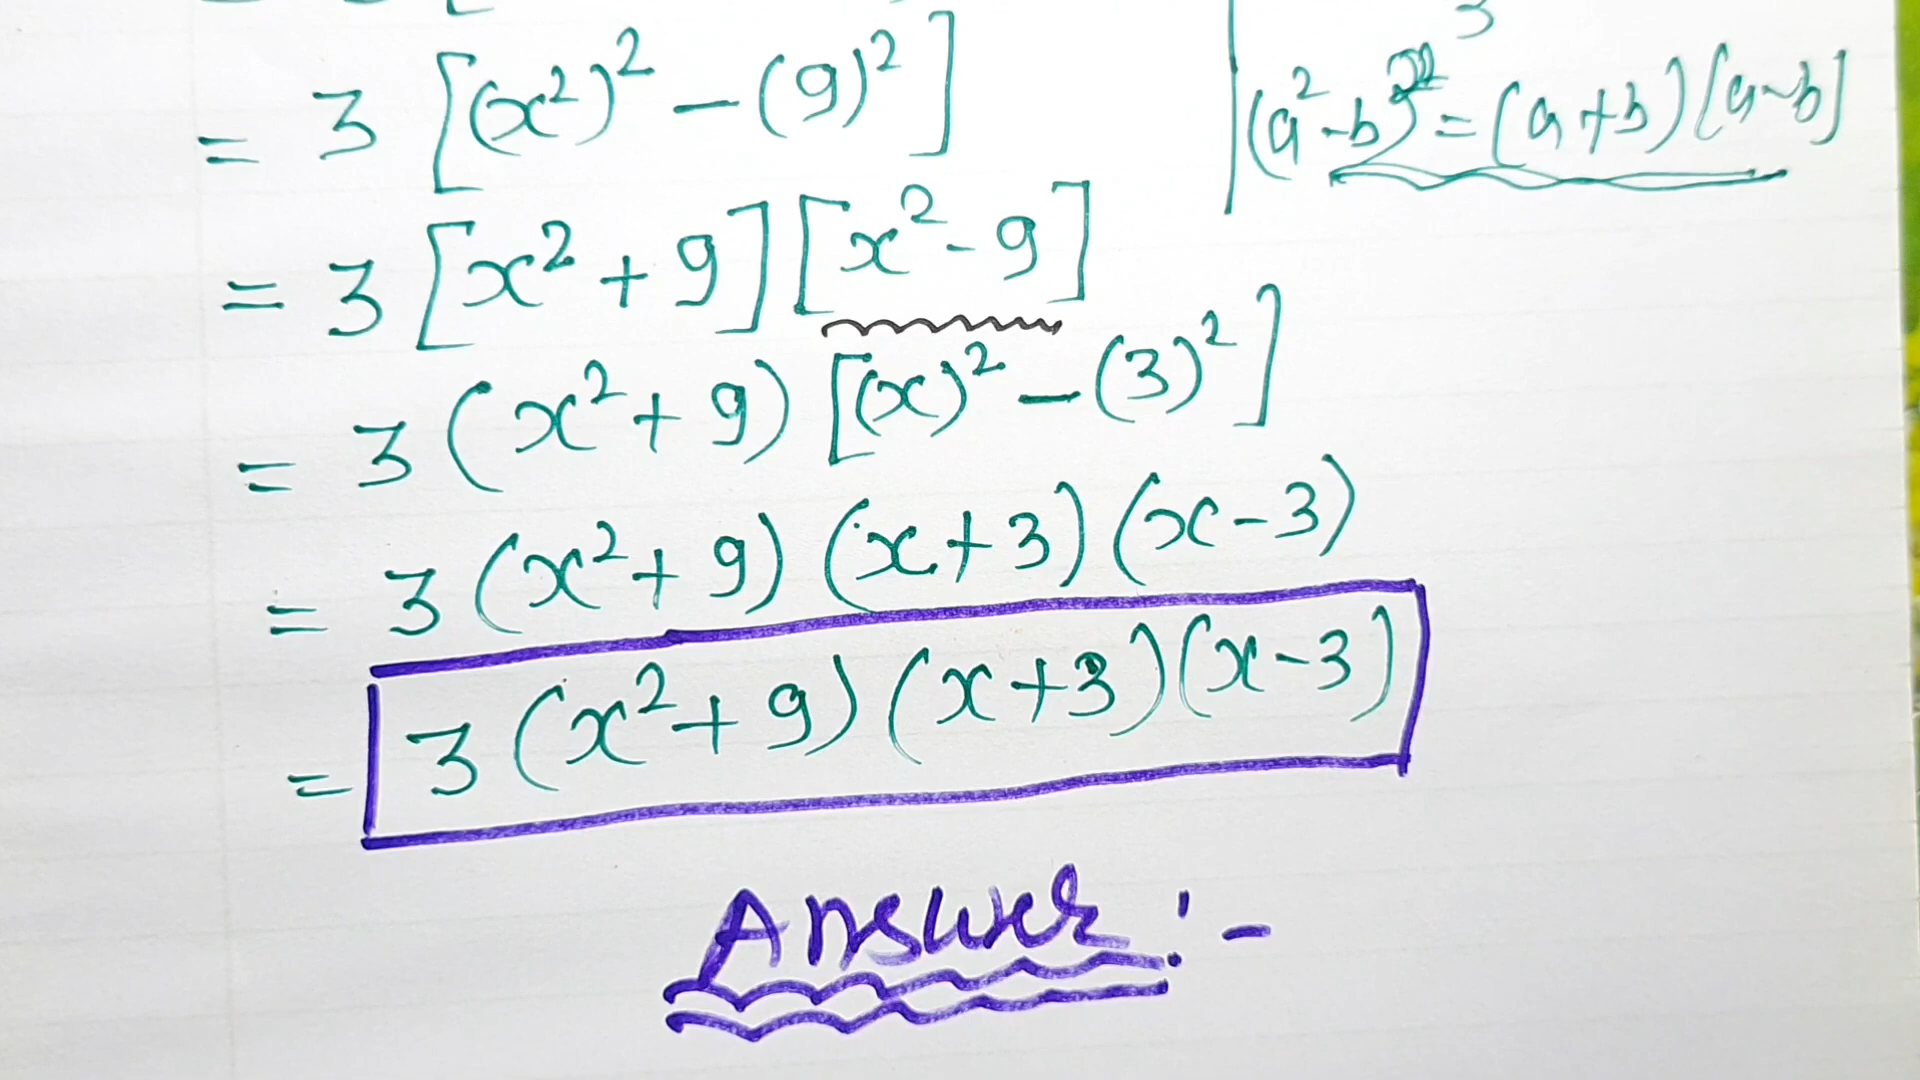 = 3 [(x²)² – (9)²]
(a² - b²) = (a + b) (a - b)
= 3 [x² + 9] [x² - 9]
= 3 (x² + 9) [(x)² – (3)²]
= 3 (x² + 9) (x + 3) (x - 3)
= 3 (x² + 9) (x + 3) (x - 3)
Answer :-